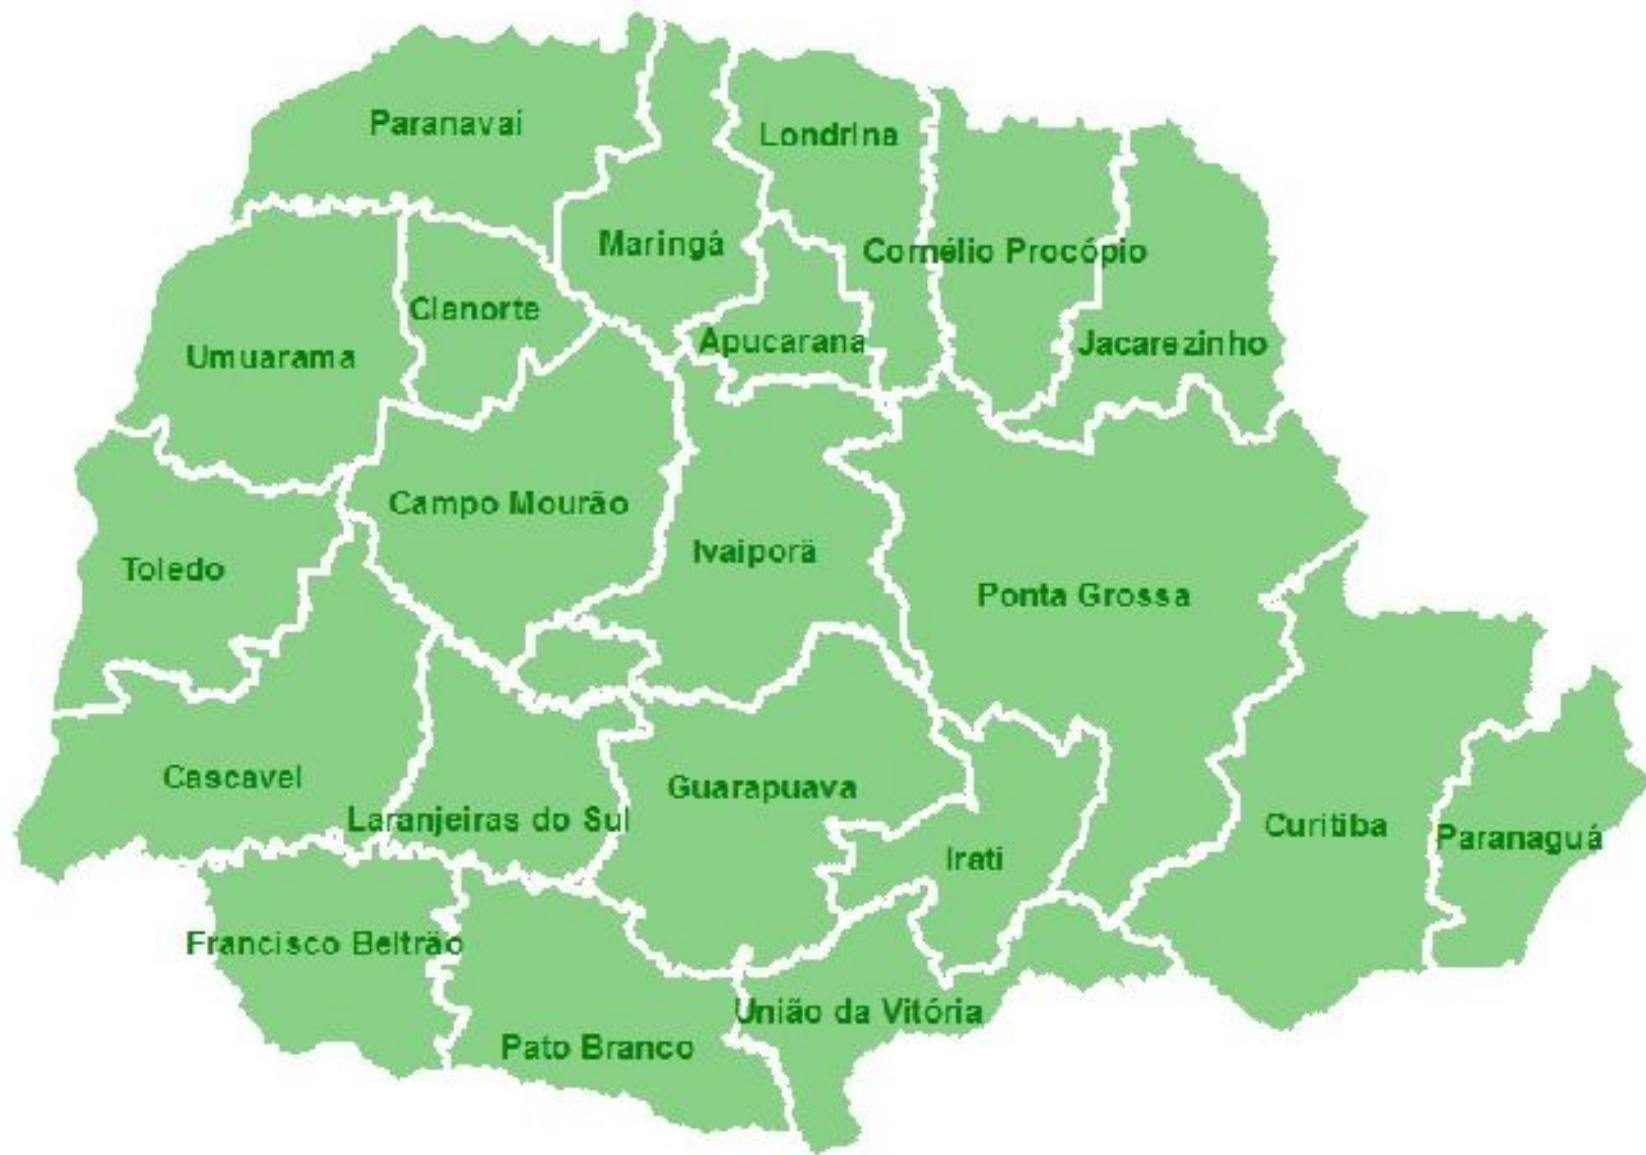 Paranavaí
Londrina
Maringá
Cornélio Procópio
Cianorte
Apucarana
Jacarezinho
Umuarama
Campo Mourão
Ivaiporã
Toledo
Ponta Grossa
Cascavel
Guarapuava
Laranjeiras do Sul
Curitiba
Paranaguá
Irati
Francisco Beltrão
União da Vitória
Pato Branco